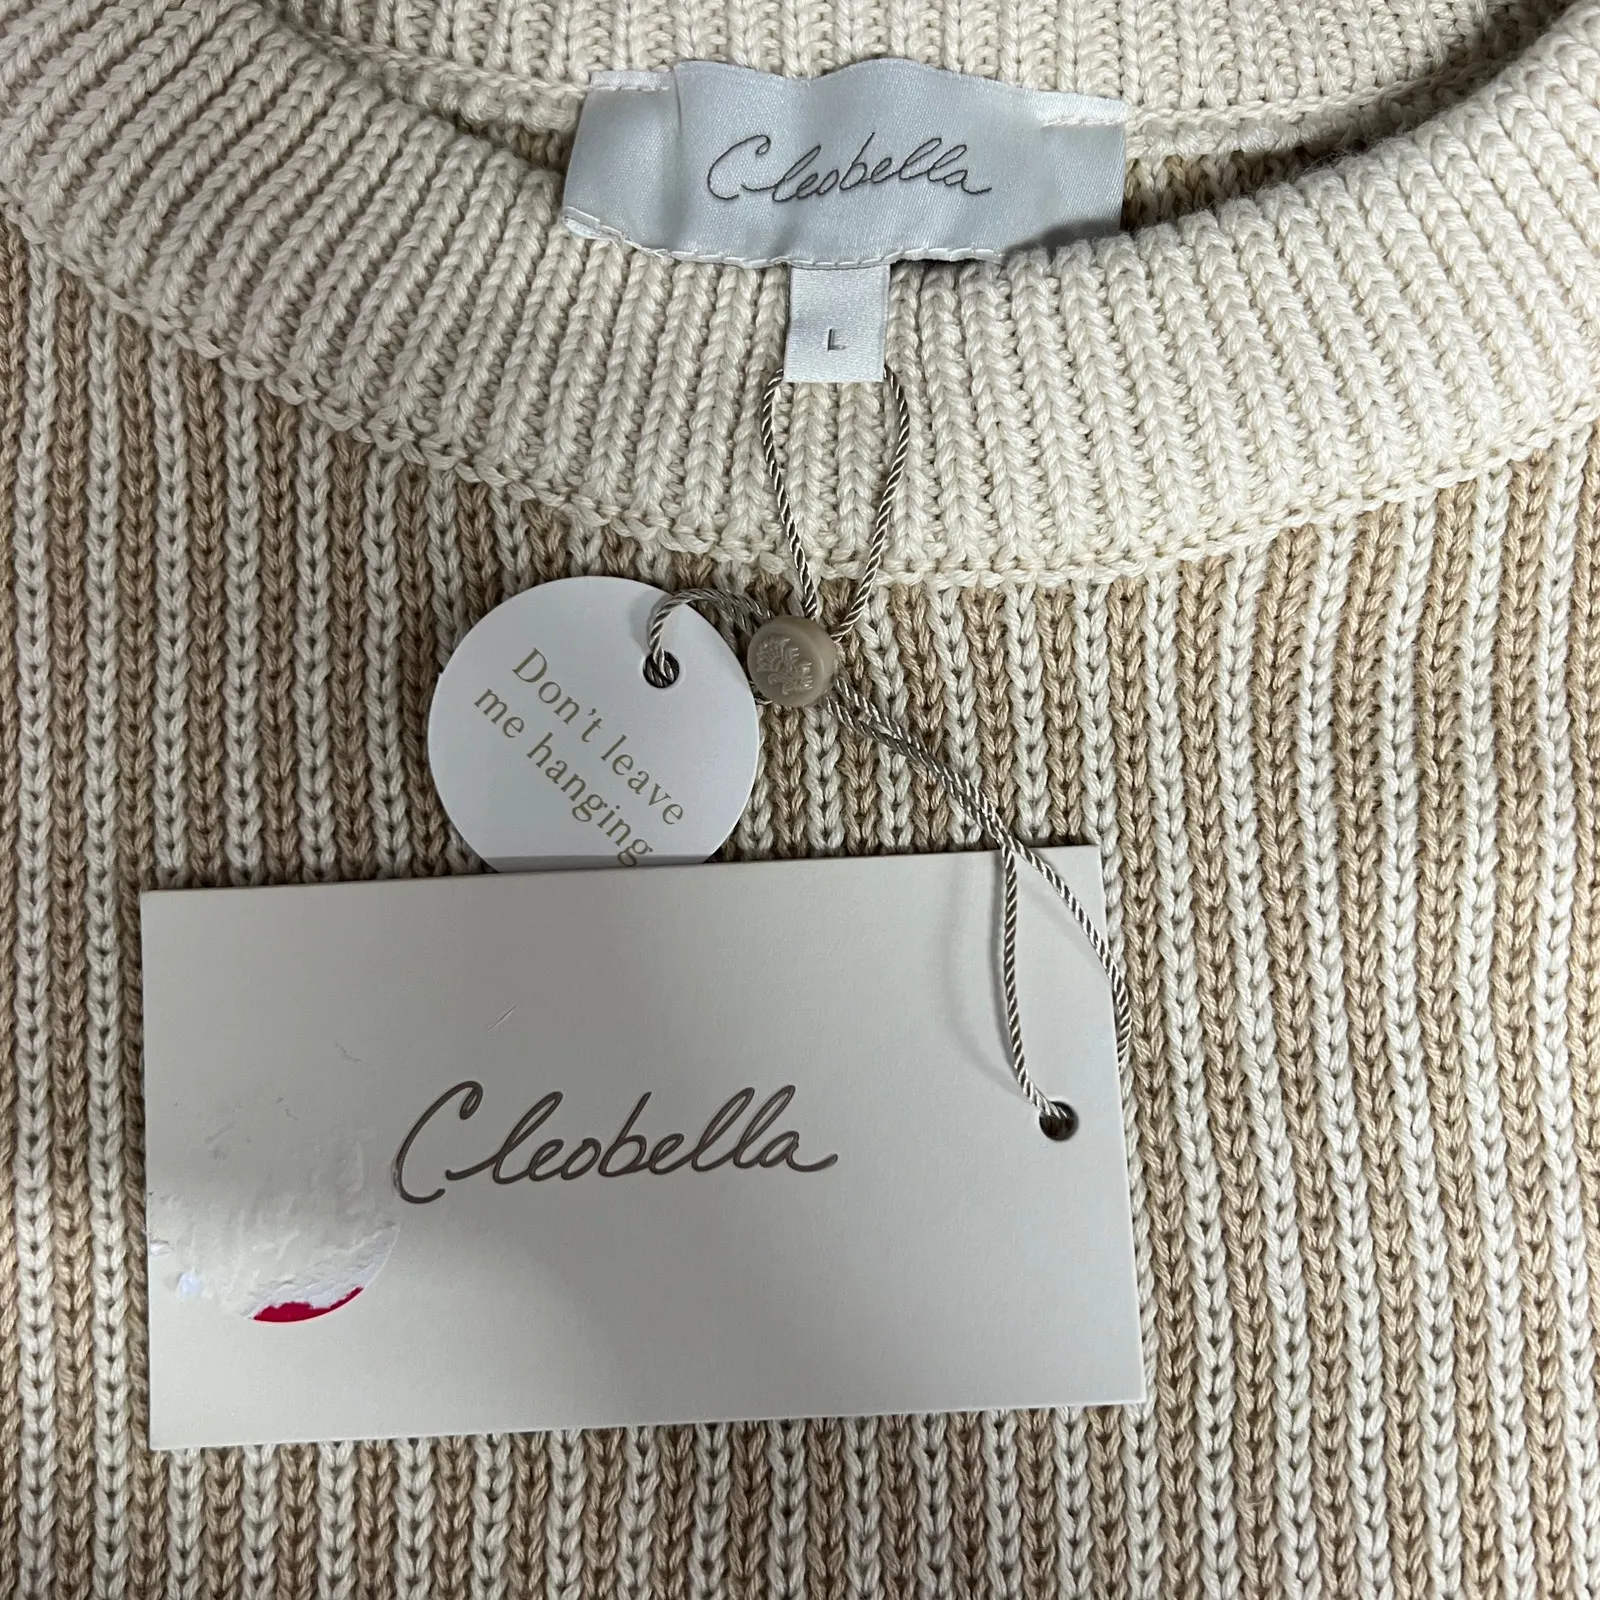 Cleobella
L
Don't leave
me hanging
Cleobella